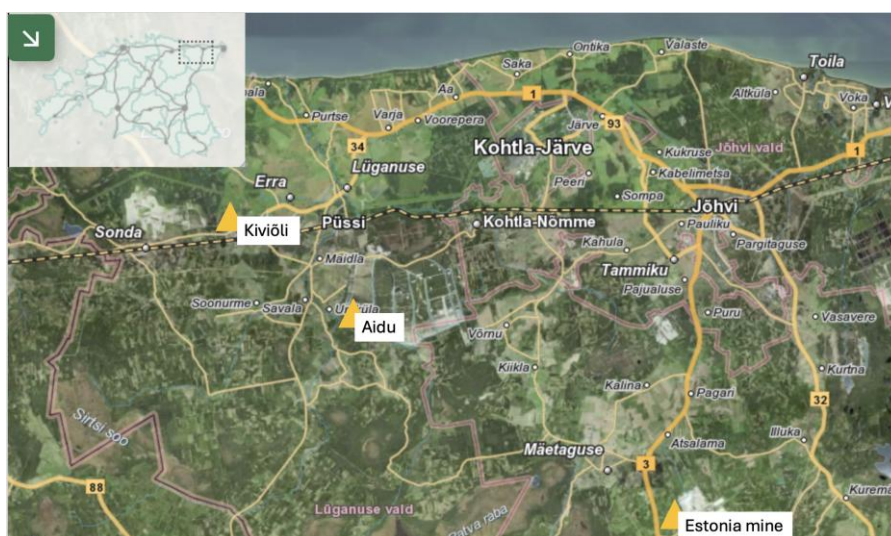 Saka
Ontika
Valaste
Toila
Aa
1
Altküla
Voka
Purtse
Varja
Voorepera
Järve
93
34
Kohtla-Järve
Kukruse
Jõhvi vald
1
Lüganuse
Peeri
Kabelimetsa
Erra
Sompa
Jõhvi
Kiviõli
Püssi
Kohtla-Nõmme
Pauliku
Sonda
Kahula
Pargitaguse
Maidla
Tammiku
Pajualuse
Soonurme
Savala
Aidu
Võrnu
Puru
Vasavere
Kiikla
Kurtna
Kalina
Pagari
32
Sirtsi soo
Atsalama
Illuka
Mäetaguse
3
88
Lüganuse vald
Ratva raba
Estonia mine